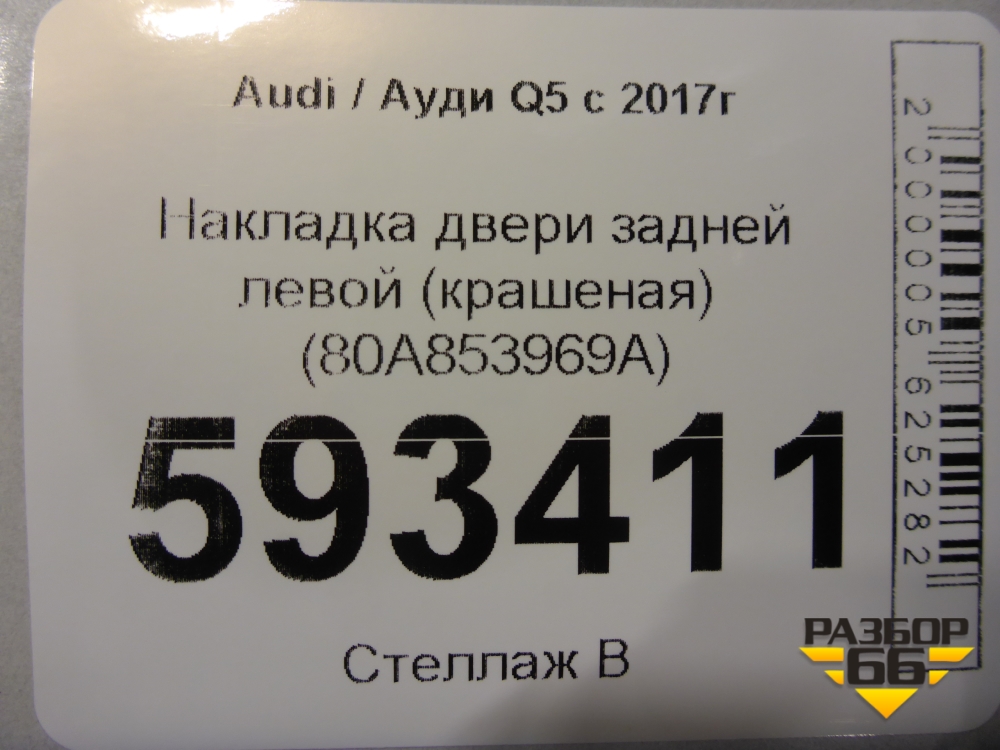 Audi / Ауди Q5 с 2017г
Накладка двери задней
левой (крашеная)
(80A853969A)
593411
Стеллаж В
2000005625282
РАЗБОР
66